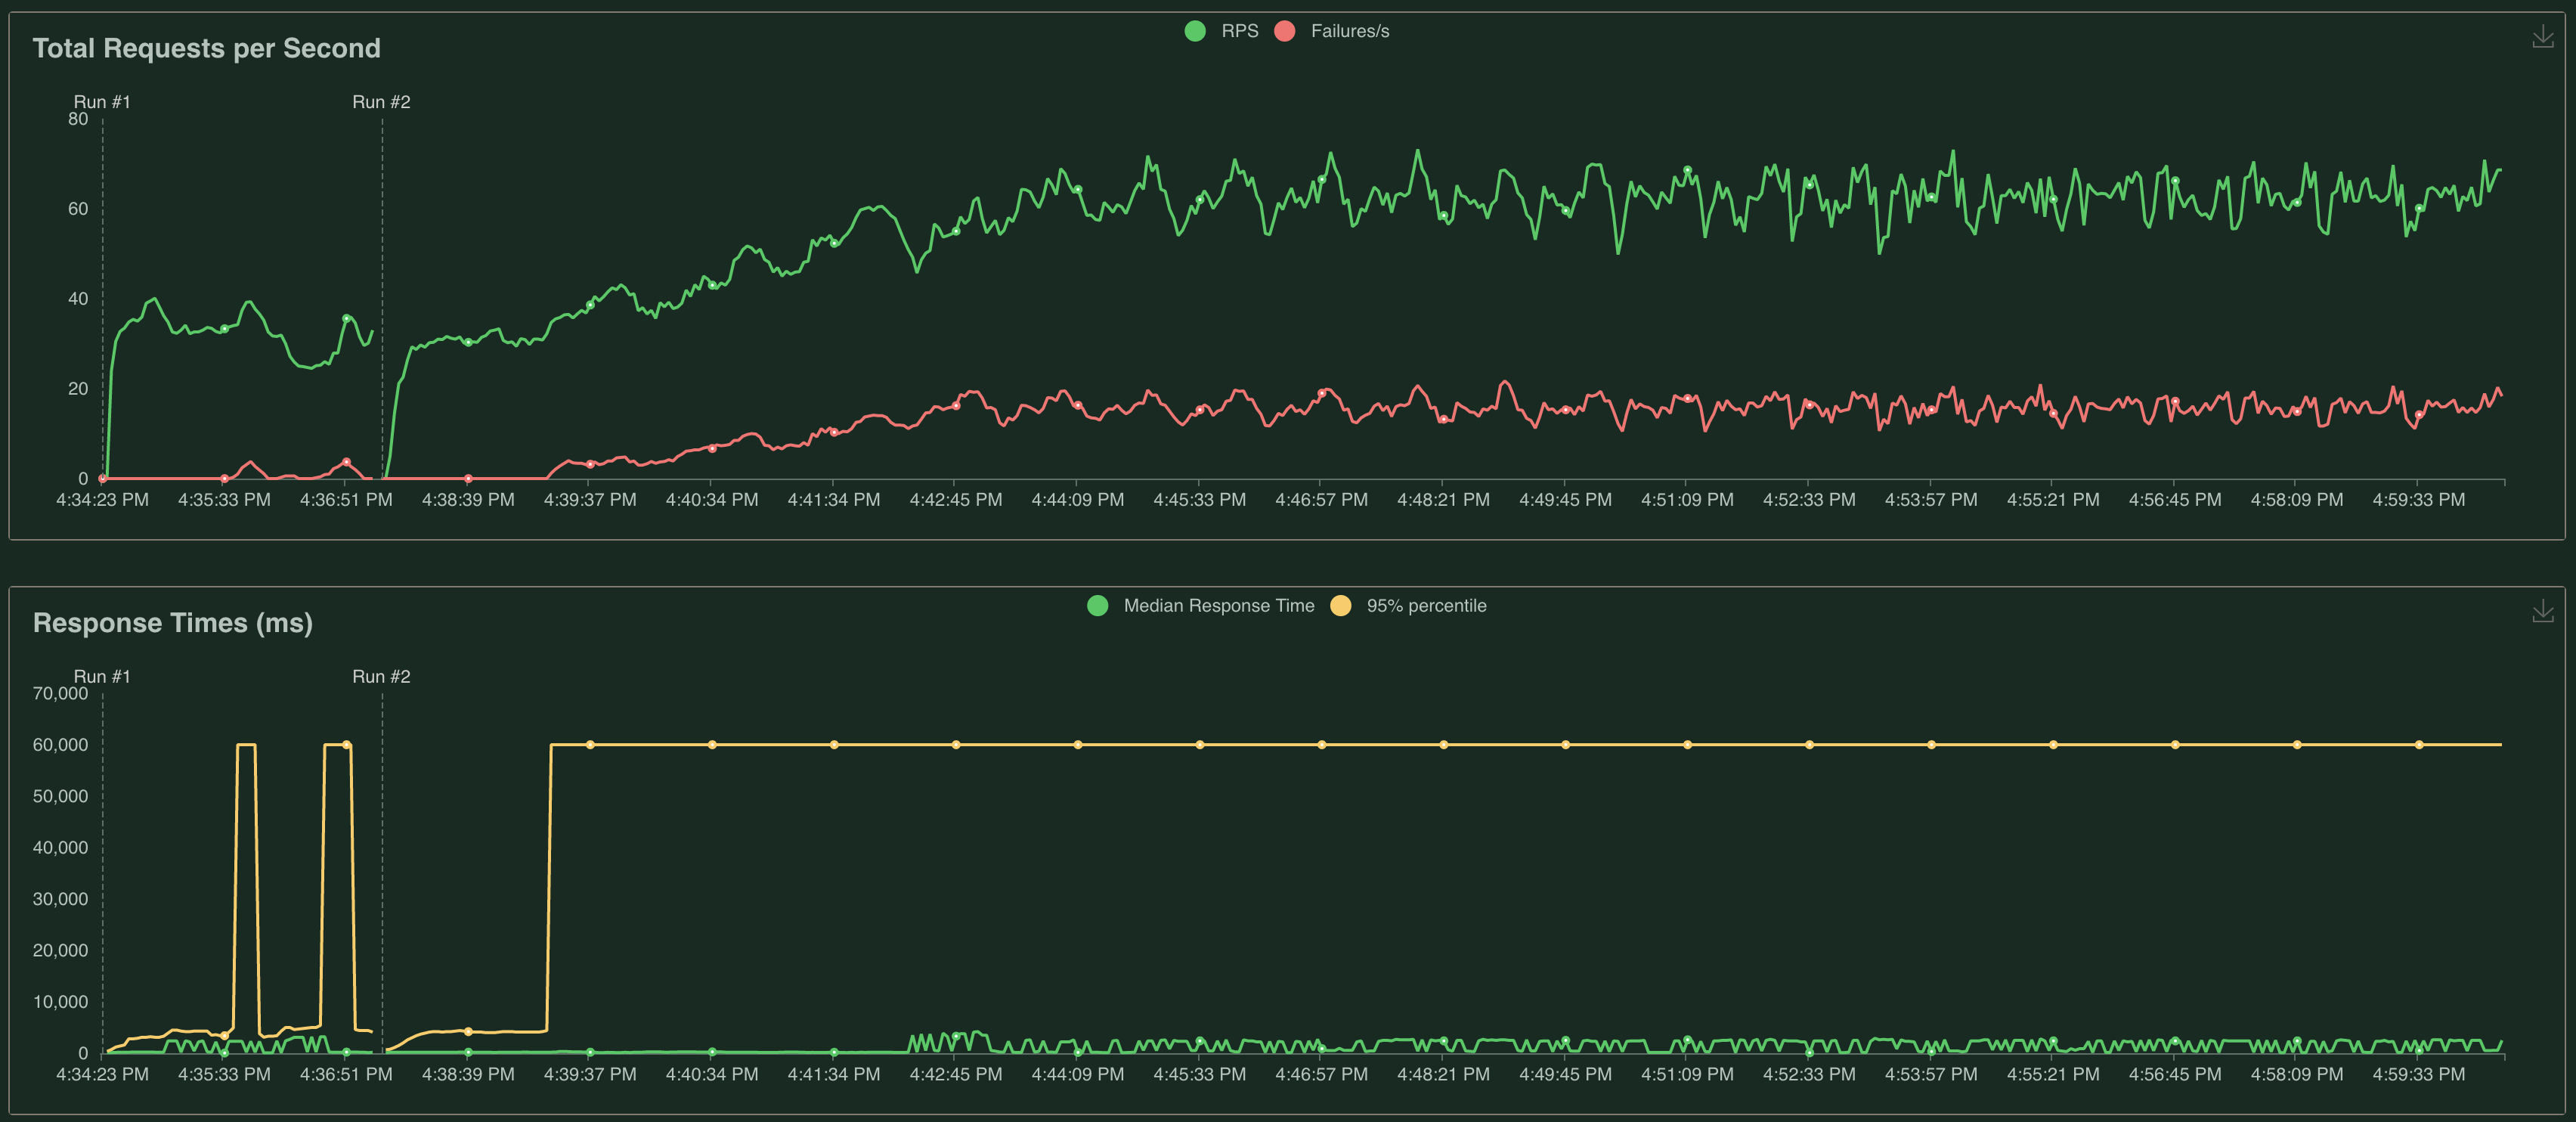 Total Requests per Second
RPS Failures/s
Run #1 Run #2
80
60
40
20
0
4:34:23 PM 4:35:33 PM 4:36:51 PM 4:38:39 PM 4:39:37 PM 4:40:34 PM 4:41:34 PM 4:42:45 PM 4:44:09 PM 4:45:33 PM 4:46:57 PM 4:48:21 PM 4:49:45 PM 4:51:09 PM 4:52:33 PM 4:53:57 PM 4:55:21 PM 4:56:45 PM 4:58:09 PM 4:59:33 PM
Response Times (ms)
Median Response Time 95% percentile
Run #1 Run #2
70,000
60,000
50,000
40,000
30,000
20,000
10,000
0
4:34:23 PM 4:35:33 PM 4:36:51 PM 4:38:39 PM 4:39:37 PM 4:40:34 PM 4:41:34 PM 4:42:45 PM 4:44:09 PM 4:45:33 PM 4:46:57 PM 4:48:21 PM 4:49:45 PM 4:51:09 PM 4:52:33 PM 4:53:57 PM 4:55:21 PM 4:56:45 PM 4:58:09 PM 4:59:33 PM